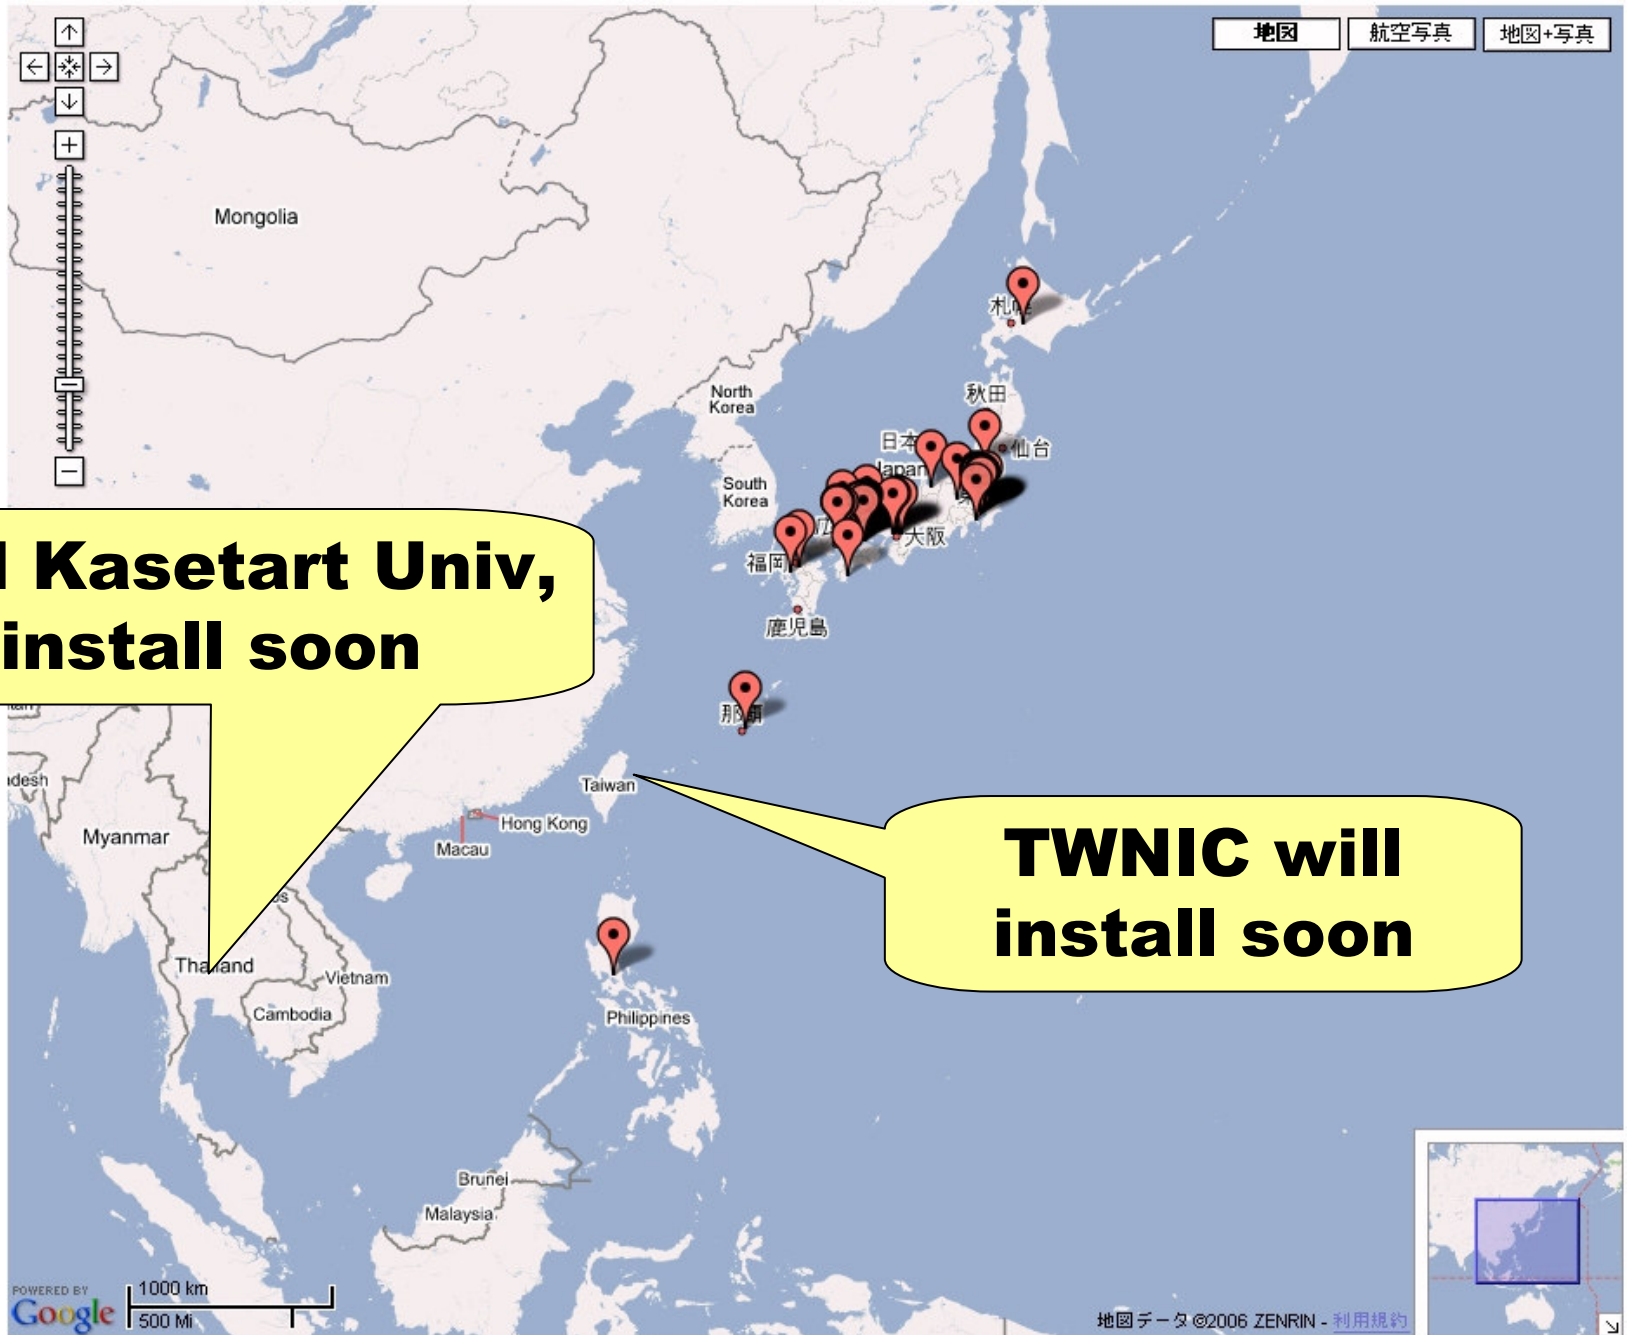 地図
航空写真
地図+写真
Mongolia
札幌
North
Korea
秋田
日本
仙台
Japan
South
Korea
大阪
福岡
Kasetart Univ,
install soon
鹿児島
那覇
Taiwan
Hong Kong
Macau
Myanmar
TWNIC will
install soon
Thailand
Vietnam
Cambodia
Philippines
Brunei
Malaysia
POWERED BY
Google
1000 km
500 Mi
地図データ ©2006 ZENRIN - 利用規約